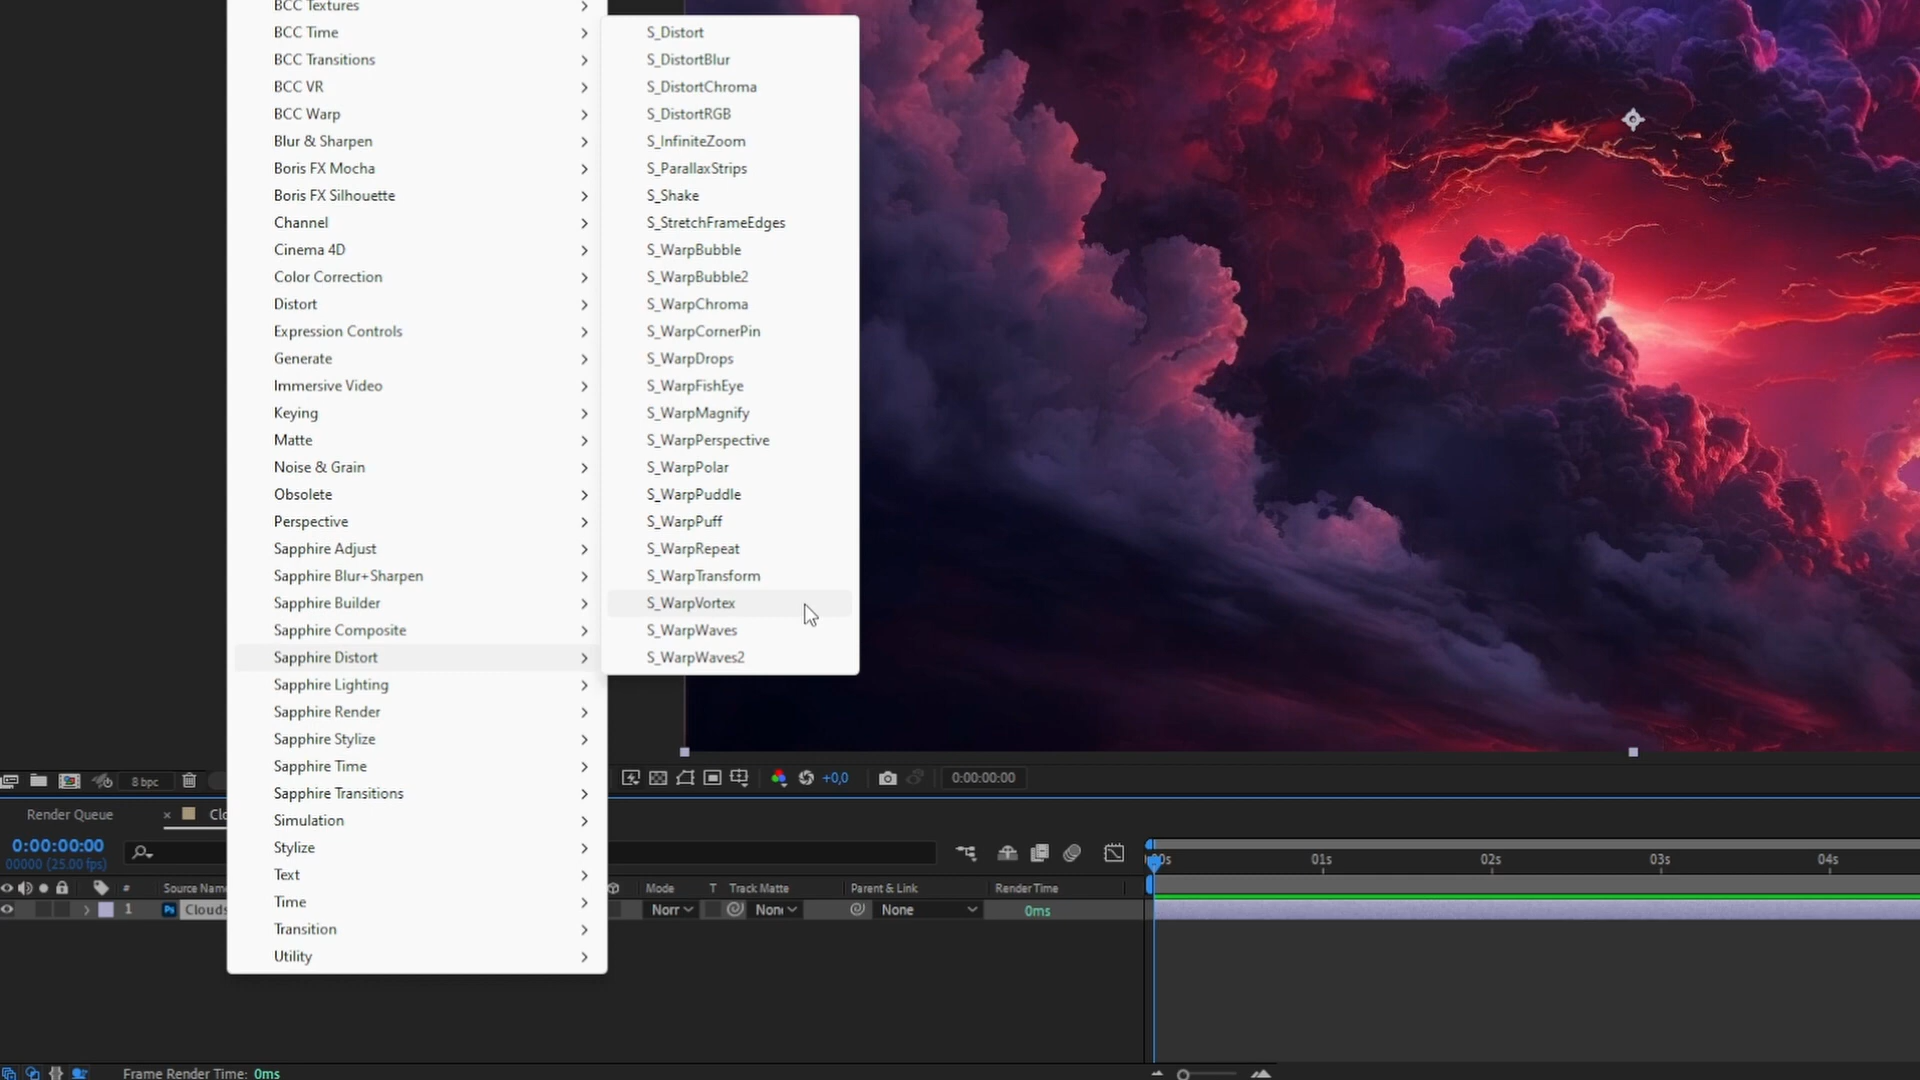 BCC Textures
BCC Time
BCC Transitions
BCC VR
BCC Warp
Blur & Sharpen
Boris FX Mocha
Boris FX Silhouette
Channel
Cinema 4D
Color Correction
Distort
Expression Controls
Generate
Immersive Video
Keying
Matte
Noise & Grain
Obsolete
Perspective
Sapphire Adjust
Sapphire Blur+Sharpen
Sapphire Builder
Sapphire Composite
Sapphire Distort
Sapphire Lighting
Sapphire Render
Sapphire Stylize
Sapphire Time
Sapphire Transitions
Simulation
Stylize
Text
Time
Transition
Utility
S_Distort
S_DistortBlur
S_DistortChroma
S_DistortRGB
S_InfiniteZoom
S_ParallaxStrips
S_Shake
S_StretchFrameEdges
S_WarpBubble
S_WarpBubble2
S_WarpChroma
S_WarpCornerPin
S_WarpDrops
S_WarpFishEye
S_WarpMagnify
S_WarpPerspective
S_WarpPolar
S_WarpPuddle
S_WarpPuff
S_WarpRepeat
S_WarpTransform
S_WarpVortex
S_WarpWaves
S_WarpWaves2
8 bpc
+0,0
0:00:00:00
Render Queue
× Clo
0:00:00:00
00000 (25.00 fps)
01s 02s 03s 04s
# Source Name Mode T Track Matte Parent & Link Render Time
1 Ps Clouds Norr Non None 0ms
Frame Render Time: 0ms